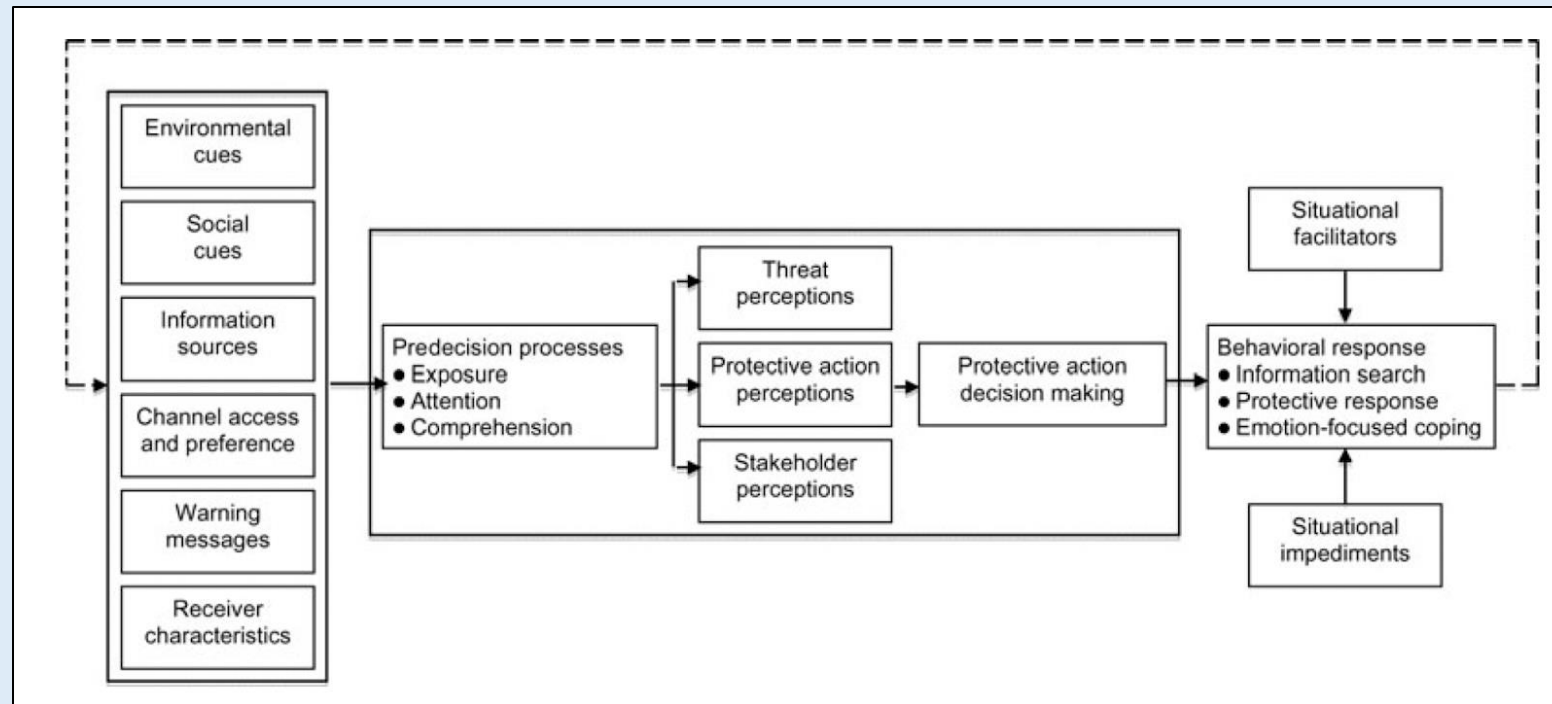 Environmental
cues
Social
cues
Information
sources
Channel access
and preference
Warning
messages
Receiver
characteristics
Predecision processes
● Exposure
● Attention
● Comprehension
Threat
perceptions
Protective action
perceptions
Stakeholder
perceptions
Protective action
decision making
Situational
facilitators
Behavioral response
● Information search
● Protective response
● Emotion-focused coping
Situational
impediments